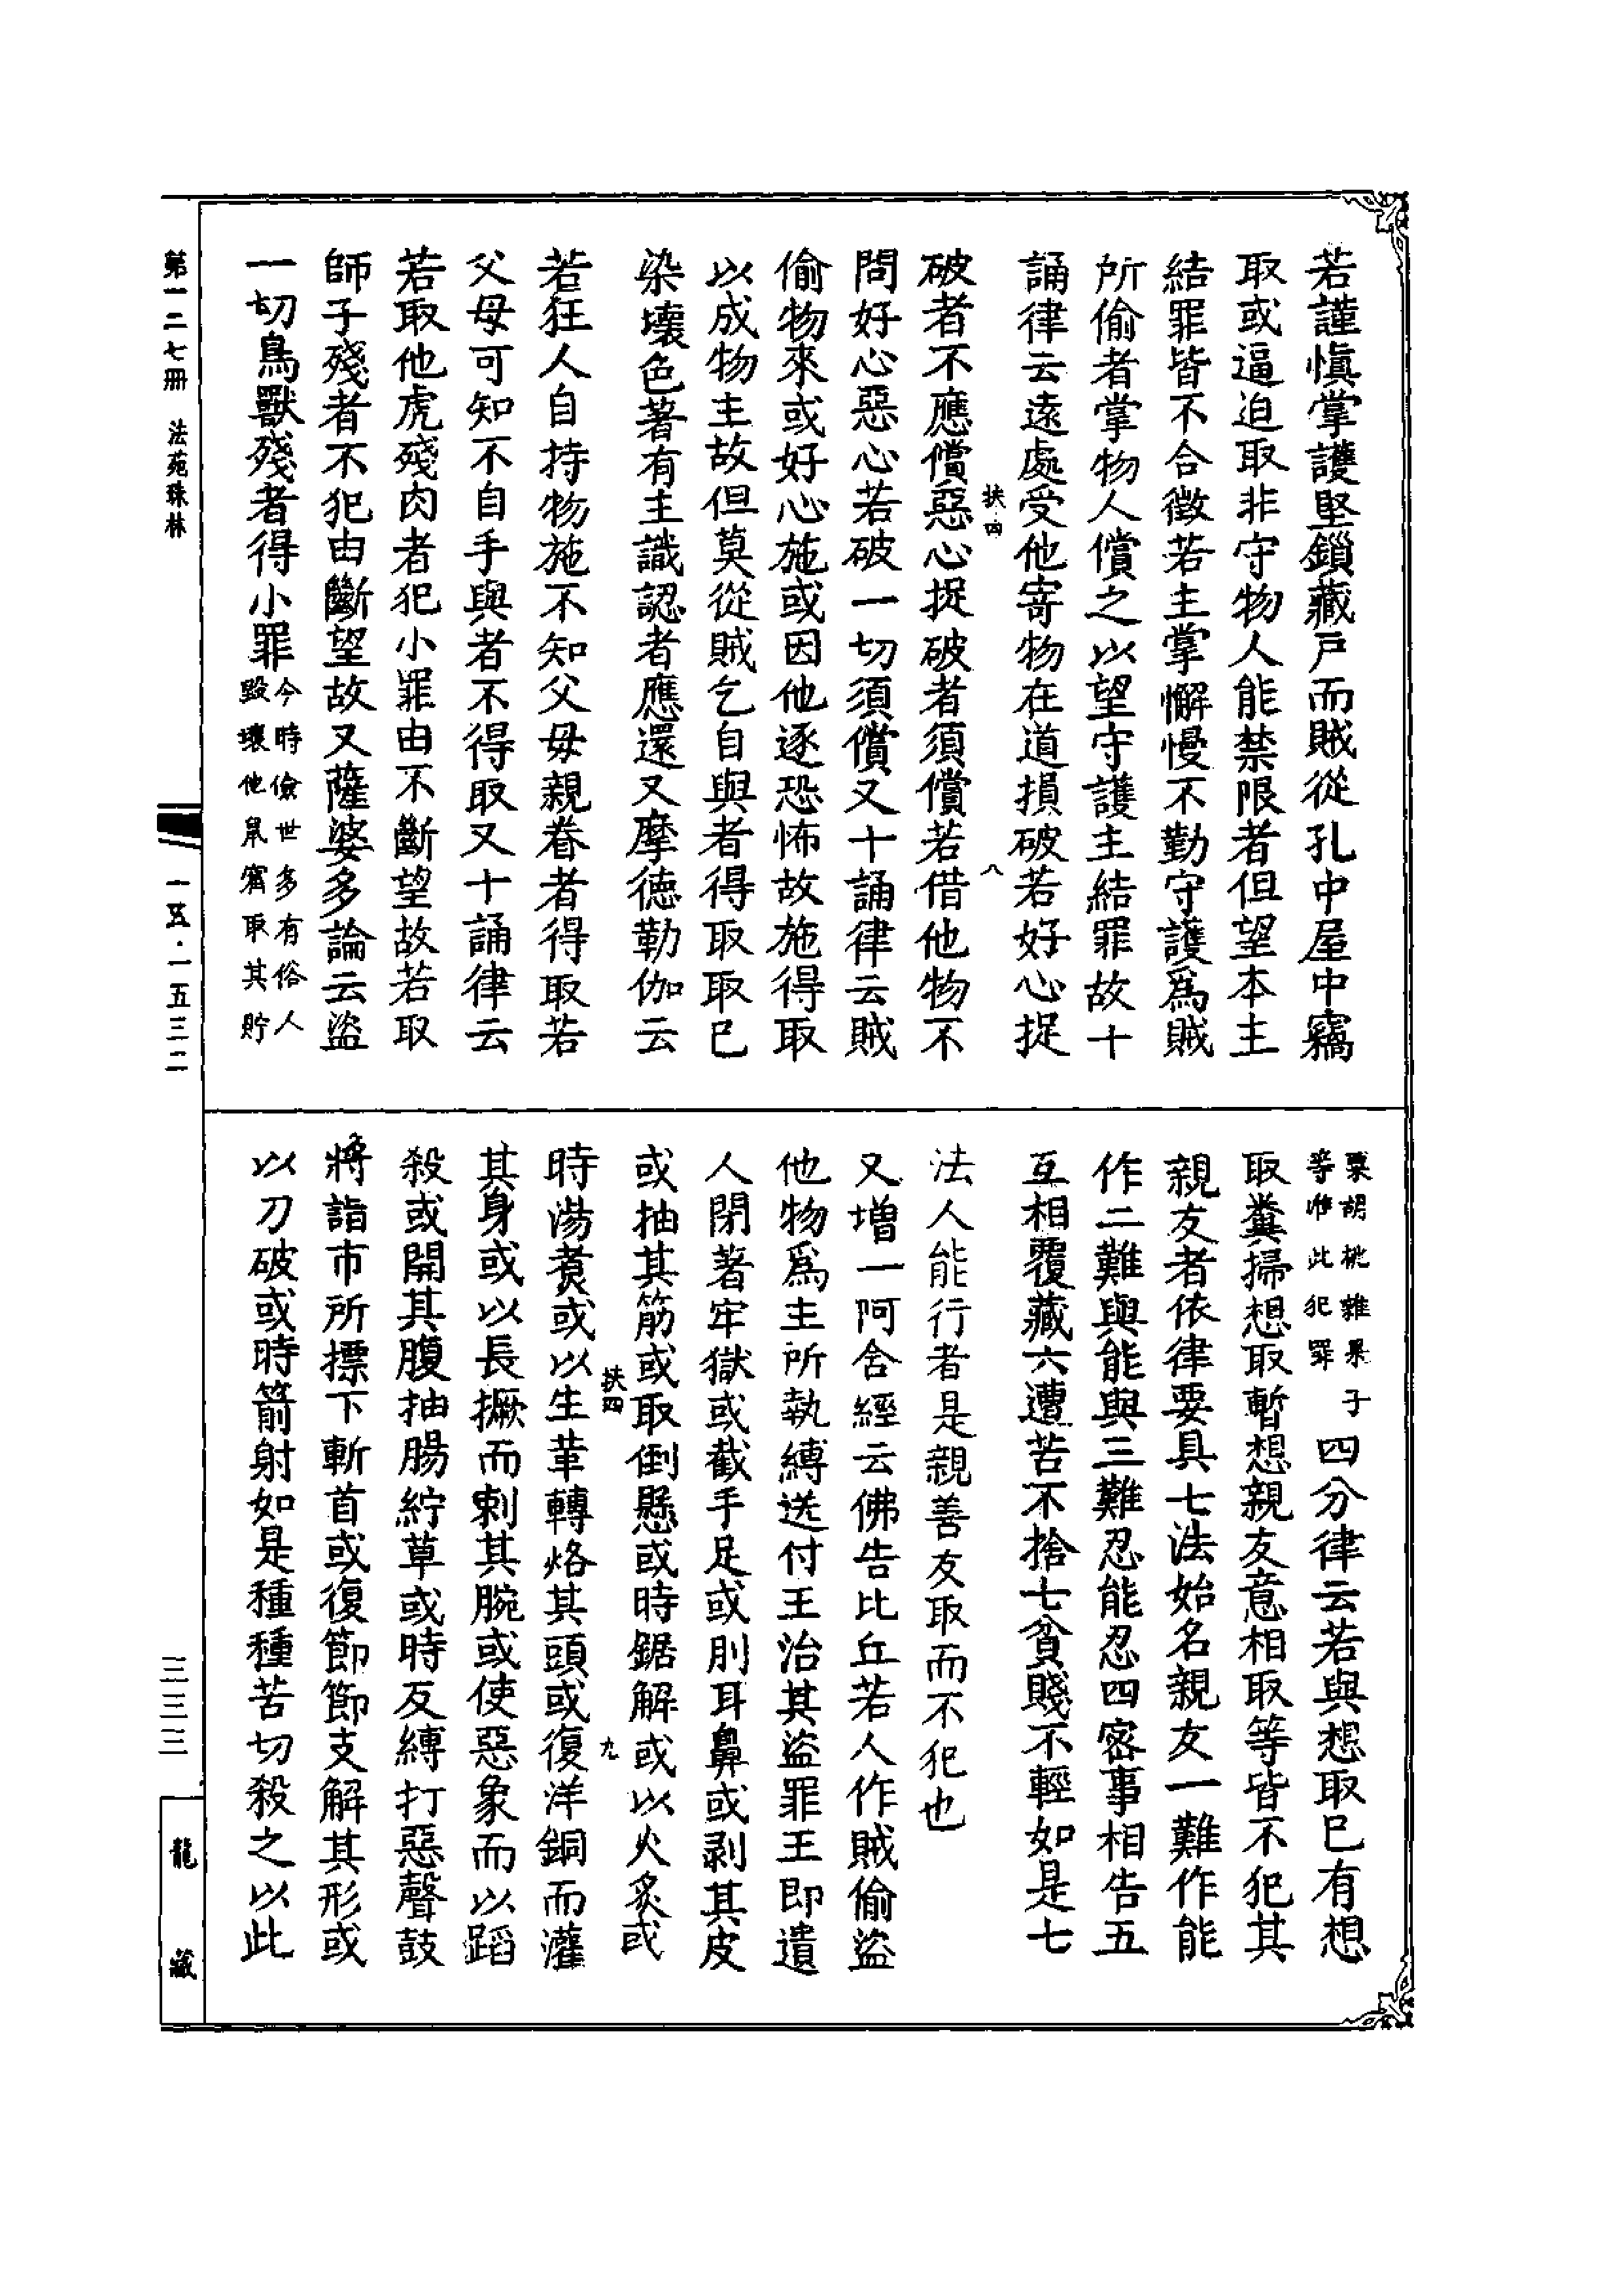 若謹慎掌護堅鎖藏戶而賊從孔中屋中竊
取或逼迫取非守物人能禁限者但望本主
結罪皆不合徵若主掌懈慢不勤守護爲賊
所偷者掌物人償之以望守護主結罪故十
誦律云遠處受他寄物在道損破若好心捉
扶四
八
破者不應償惡心捉破者須償若借他物不
問好心惡心若破一切須償又十誦律云賊
偷物來或好心施或因他逐恐怖故施得取
以成物主故但莫從賊乞自與者得取取已
染壞色著有主識認者應還又摩德勒伽云
若狂人自持物施不知父母親眷者得取若
父母可知不自手與者不得取又十誦律云
若取他虎殘肉者犯小罪由不斷望故若取
師子殘者不犯由斷望故又薩婆多論云盜
一切鳥獸殘者得小罪今時儉世多有俗人
毀壞他鼠窟取其貯
粟胡桃雜果子
等准此犯罪
四分律云若與想取已有想
取糞掃想取暫想親友意相取等皆不犯其
親友者依律要具七法始名親友一難作能
作二難與能與三難忍能忍四密事相告五
互相覆藏六遭苦不捨七貧賤不輕如是七
法人能行者是親善友取而不犯也
又增一阿含經云佛告比丘若人作賊偷盜
他物爲主所執縛送付王治其盜罪王即遣
人閉著牢獄或截手足或刖耳鼻或剥其皮
或抽其筋或取倒懸或時鋸解或以火炙或
扶四
九
時湯煮或以生革轉烙其頭或復洋銅而灌
其身或以長撅而刺其腕或使惡象而以蹈
殺或開其腹抽腸紵草或時反縛打惡聲鼓
將詣市所摽下斬首或復節節支解其形或
以刀破或時箭射如是種種苦切殺之以此
第一二七冊　法苑珠林
一五·一五三二
三三三
龍藏